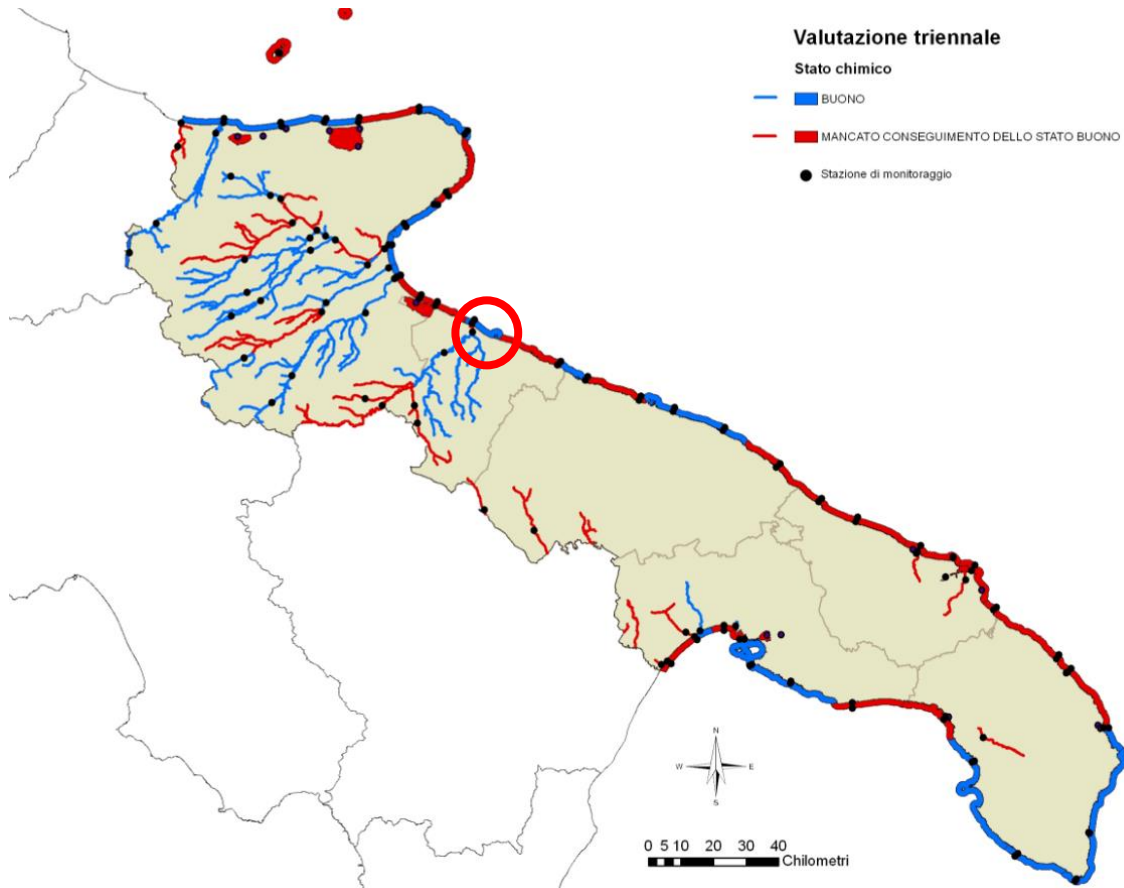 Valutazione triennale
Stato chimico
BUONO
MANCATO CONSEGUIMENTO DELLO STATO BUONO
Stazione di monitoraggio
N
W E
S
0 5 10 20 30 40
Chilometri